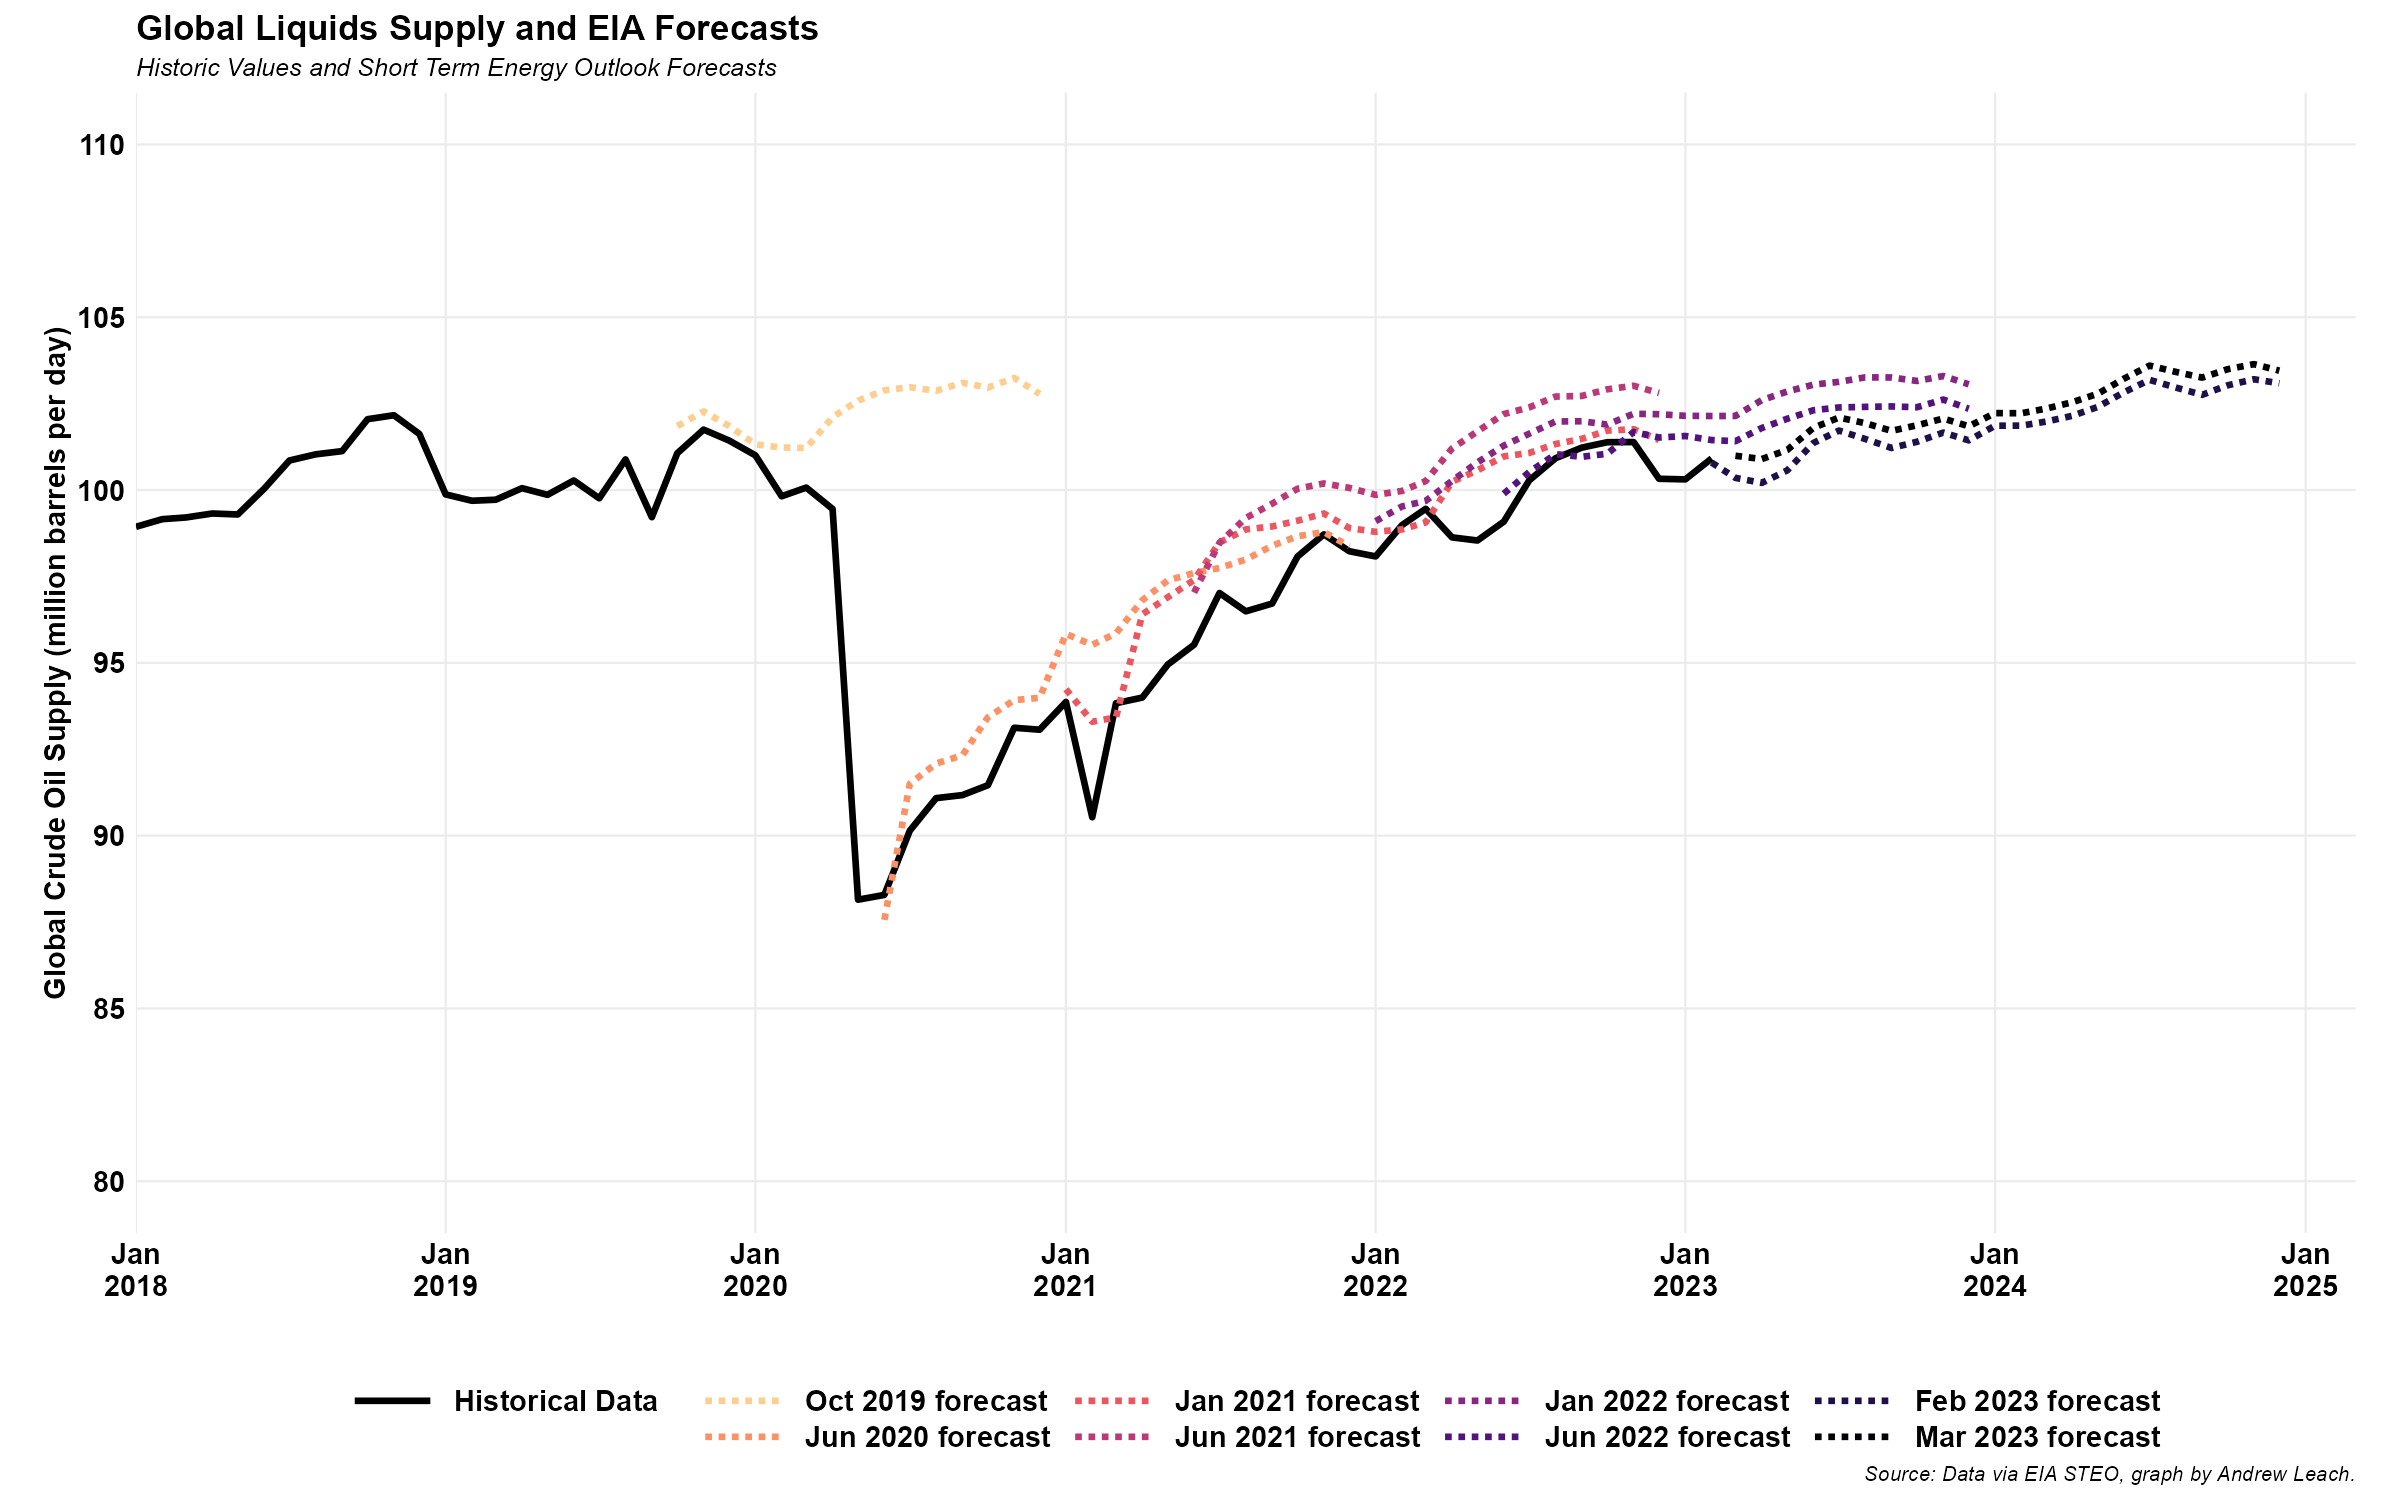 Global Liquids Supply and EIA Forecasts
Historic Values and Short Term Energy Outlook Forecasts
Global Crude Oil Supply (million barrels per day)
110
105
100
95
90
85
80
Jan 2018
Jan 2019
Jan 2020
Jan 2021
Jan 2022
Jan 2023
Jan 2024
Jan 2025
Historical Data
Oct 2019 forecast
Jun 2020 forecast
Jan 2021 forecast
Jun 2021 forecast
Jan 2022 forecast
Jun 2022 forecast
Feb 2023 forecast
Mar 2023 forecast
Source: Data via EIA STEO, graph by Andrew Leach.